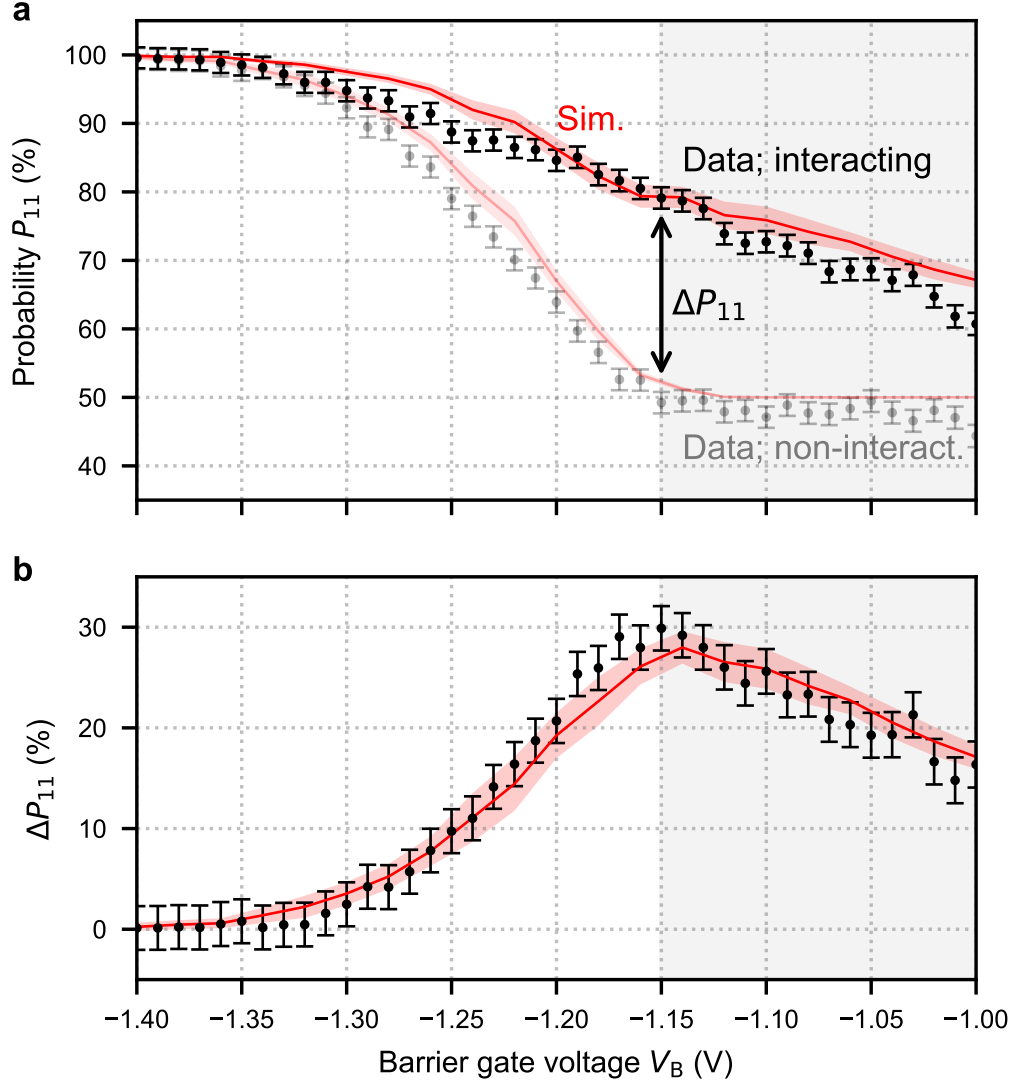 a
100
90
80
70
60
50
40
Probability P₁₁ (%)
Sim.
Data; interacting
ΔP₁₁
Data; non-interact.
b
30
20
10
0
ΔP₁₁ (%)
−1.40 −1.35 −1.30 −1.25 −1.20 −1.15 −1.10 −1.05 −1.00
Barrier gate voltage V_B (V)